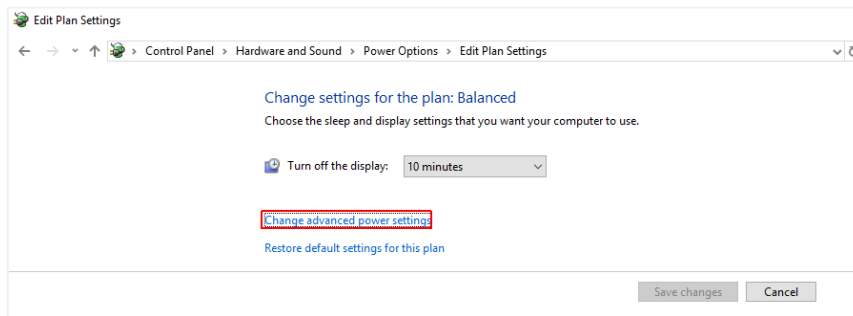 Edit Plan Settings
Control Panel > Hardware and Sound > Power Options > Edit Plan Settings
Change settings for the plan: Balanced
Choose the sleep and display settings that you want your computer to use.
Turn off the display: 10 minutes
Change advanced power settings
Restore default settings for this plan
Save changes Cancel